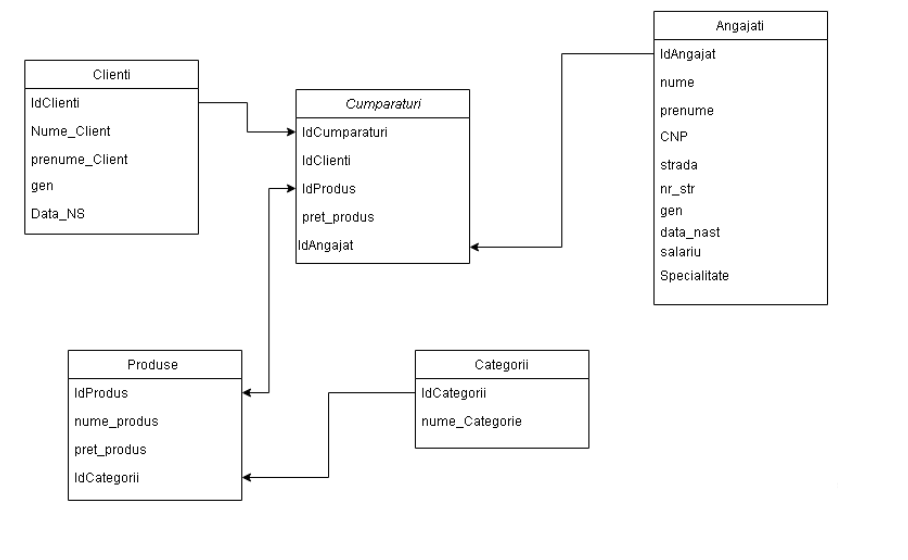 Clienti
IdClienti
Nume_Client
prenume_Client
gen
Data_NS
Cumparaturi
IdCumparaturi
IdClienti
IdProdus
pret_produs
IdAngajat
Angajati
IdAngajat
nume
prenume
CNP
strada
nr_str
gen
data_nast
salariu
Specialitate
Produse
IdProdus
nume_produs
pret_produs
IdCategorii
Categorii
IdCategorii
nume_Categorie